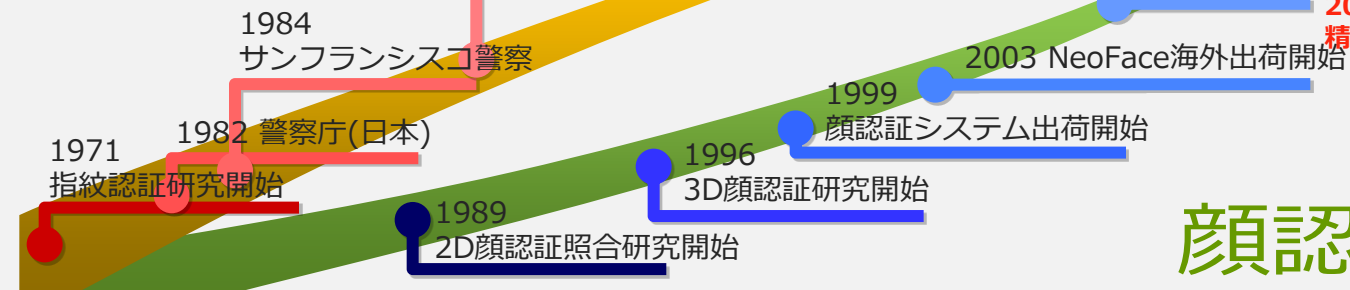 1984
サンフランシスコ警察
1982 警察庁(日本)
1971
指紋認証研究開始
20
精
2003 NeoFace海外出荷開始
1999
顔認証システム出荷開始
1996
3D顔認証研究開始
1989
2D顔認証照合研究開始
顔認